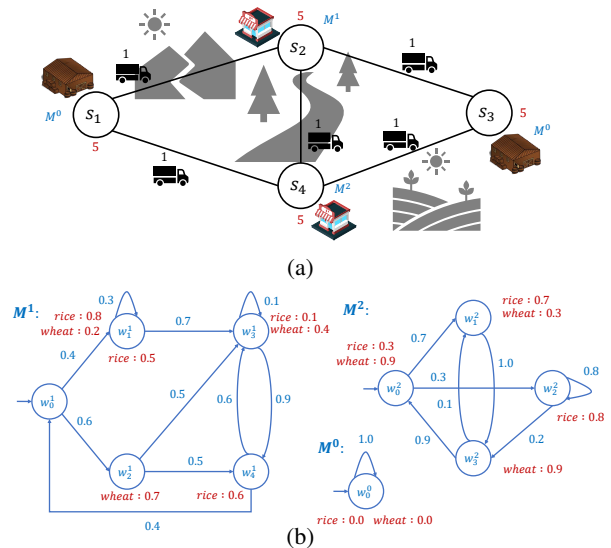 5
M¹
1
s₂
1
M⁰
s₁
5
1
1
s₃
5
M⁰
1
s₄
M²
5
(a)
M¹:
0.3
rice: 0.8
wheat: 0.2
w₁¹
rice: 0.5
0.7
0.1
rice: 0.1
wheat: 0.4
w₃¹
0.4
w₀¹
0.6
0.5
0.6
0.9
w₂¹
wheat: 0.7
0.5
w₄¹
rice: 0.6
0.4
M²:
rice: 0.7
wheat: 0.3
w₁²
rice: 0.3
wheat: 0.9
0.7
w₀²
0.3
1.0
0.8
w₂²
rice: 0.8
0.1
0.9
0.2
w₃²
wheat: 0.9
M⁰:
1.0
w₀⁰
rice: 0.0 wheat: 0.0
(b)